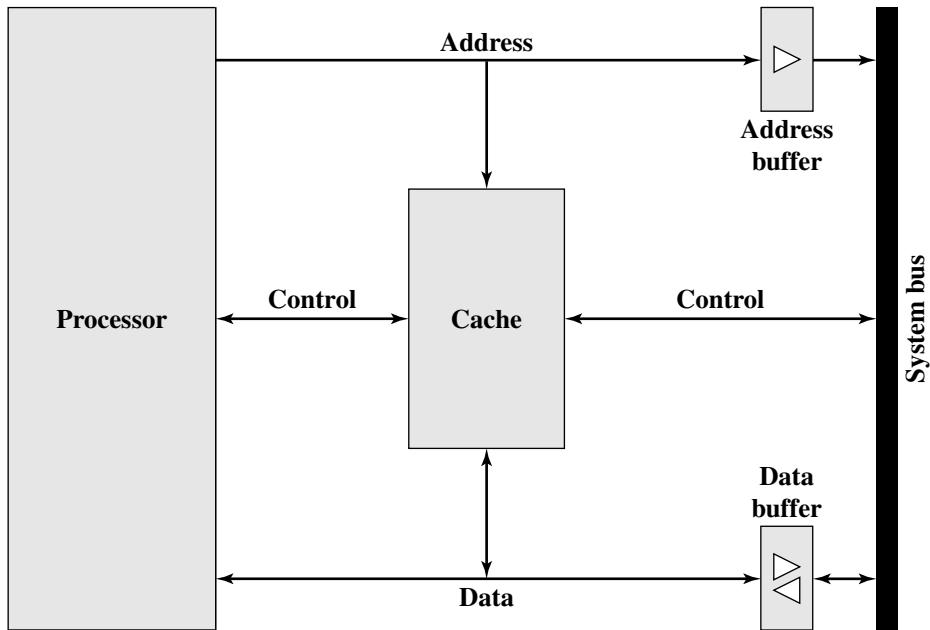 Address
Address
buffer
Processor
Control
Cache
Control
System bus
Data
buffer
Data